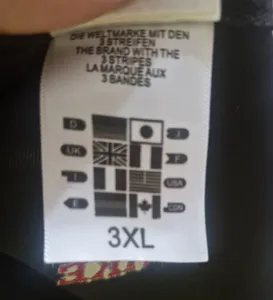 DIE WELTMARKE MIT DEN
3 STREIFEN
THE BRAND WITH THE
3 STRIPES
LA MARQUE AUX
3 BANDES
D J
UK F
I USA
E CDN
3XL